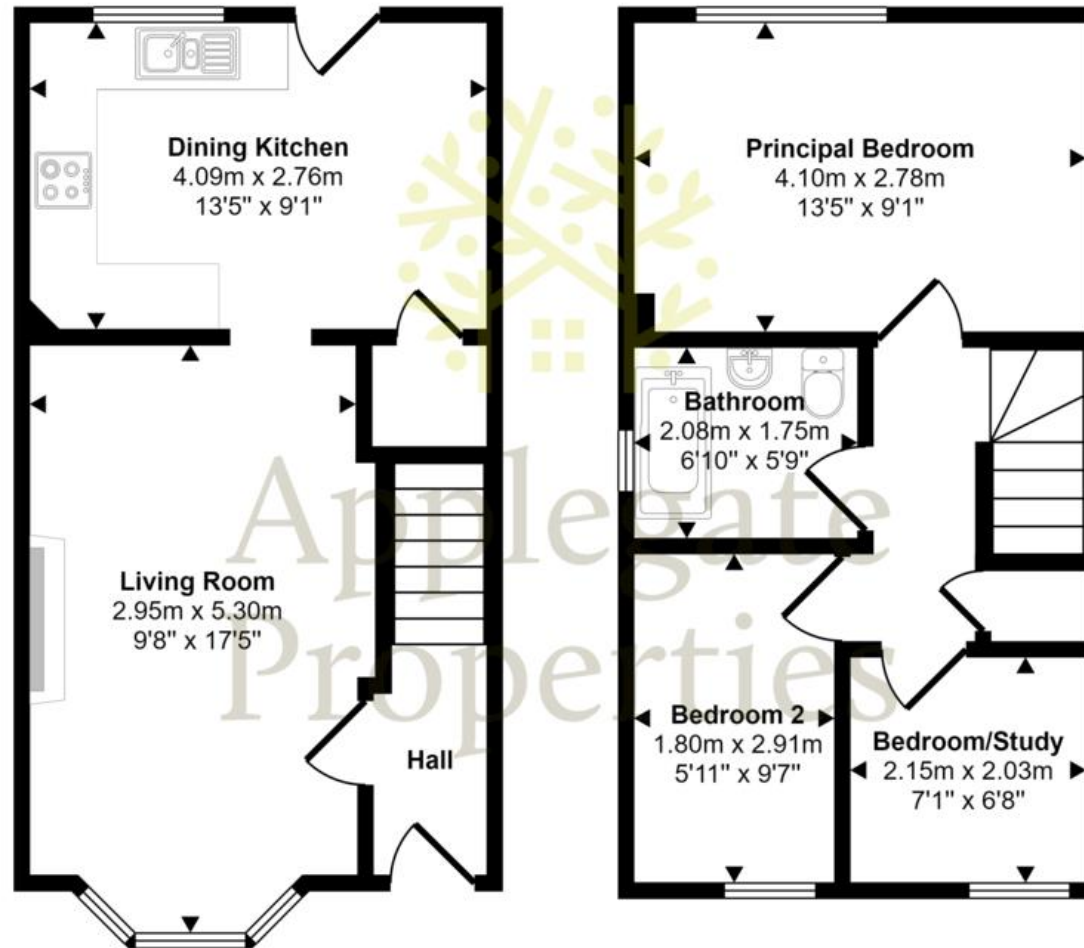 Dining Kitchen
4.09m x 2.76m
13'5" x 9'1"
Living Room
2.95m x 5.30m
9'8" x 17'5"
Hall
Principal Bedroom
4.10m x 2.78m
13'5" x 9'1"
Bathroom
2.08m x 1.75m
6'10" x 5'9"
Bedroom 2
1.80m x 2.91m
5'11" x 9'7"
Bedroom/Study
2.15m x 2.03m
7'1" x 6'8"
Applegate
Properties